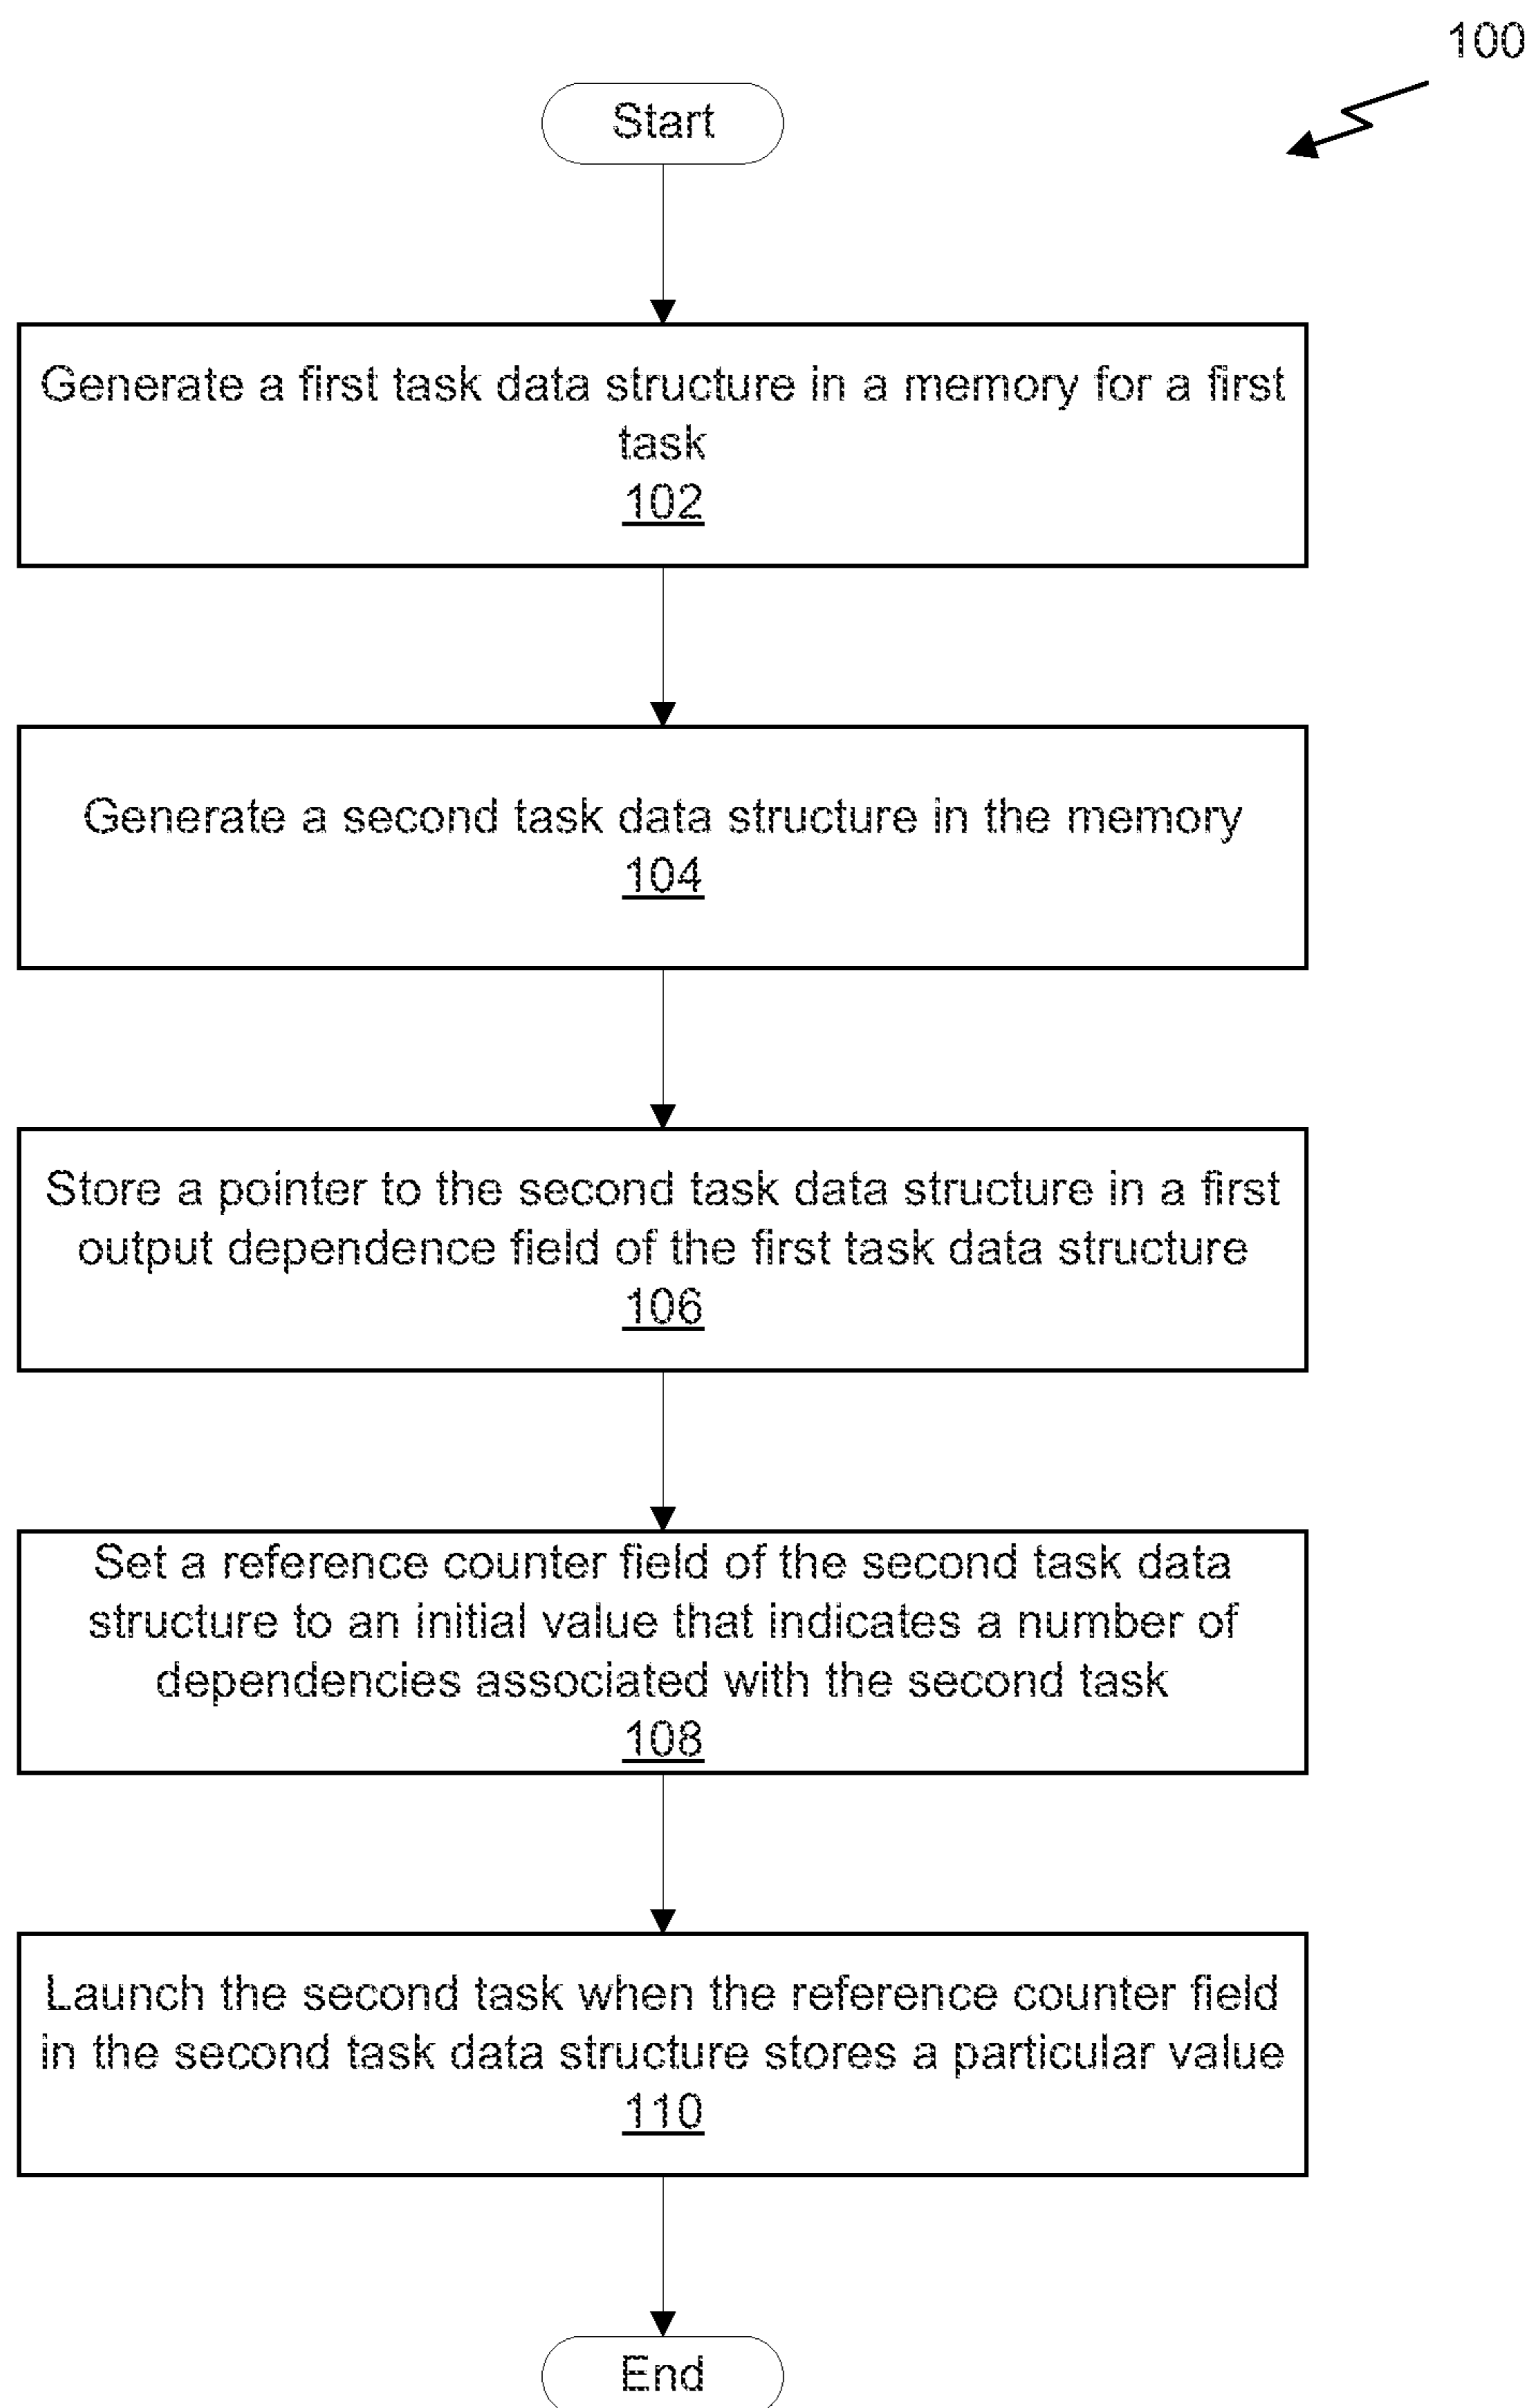 100
Start
Generate a first task data structure in a memory for a first
task
102
Generate a second task data structure in the memory
104
Store a pointer to the second task data structure in a first
output dependence field of the first task data structure
106
Set a reference counter field of the second task data
structure to an initial value that indicates a number of
dependencies associated with the second task
108
Launch the second task when the reference counter field
in the second task data structure stores a particular value
110
End